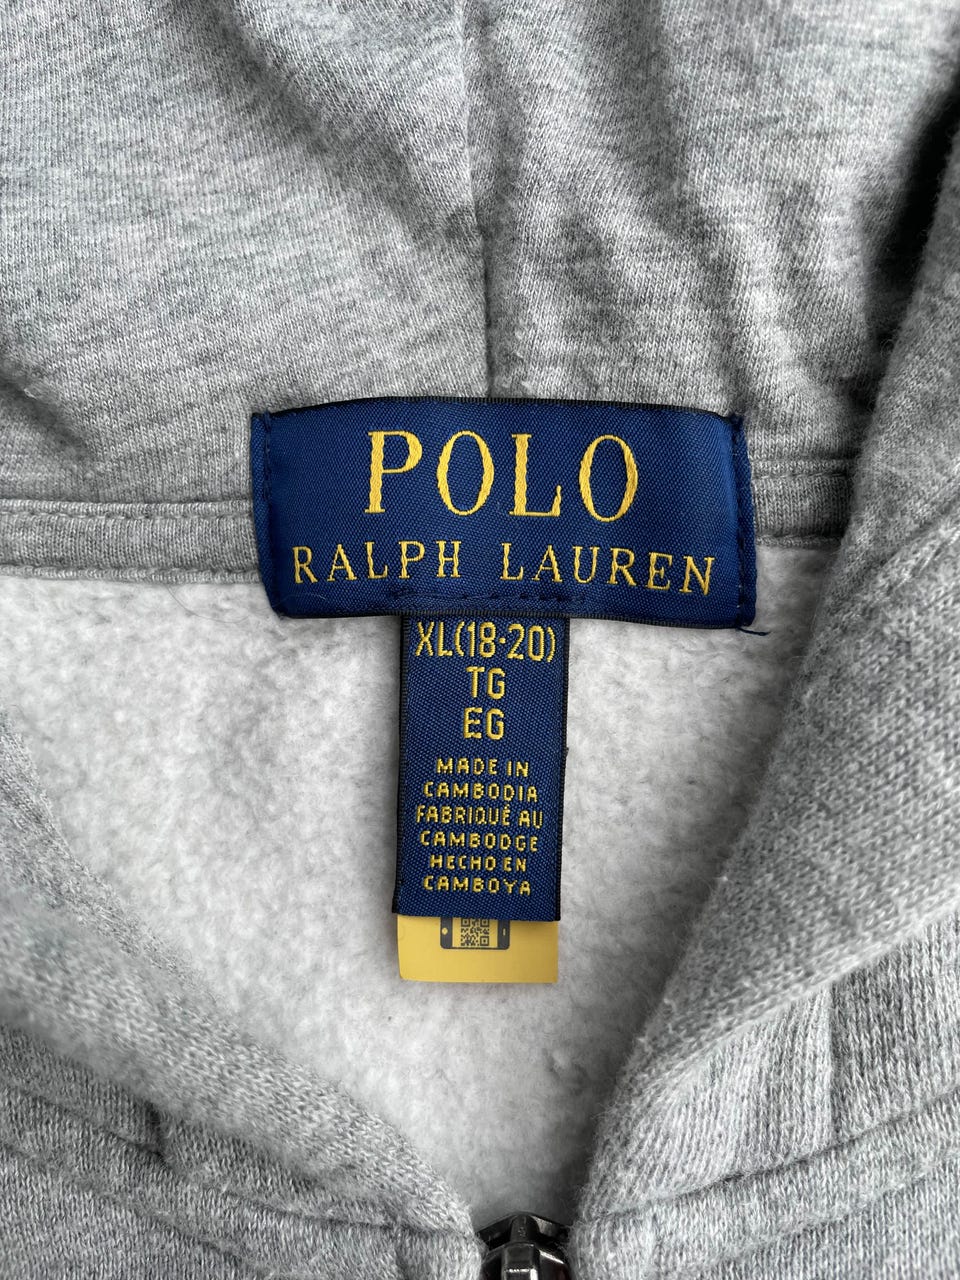 POLO
RALPH LAUREN
XL(18-20)
TG
EG
MADE IN
CAMBODIA
FABRIQUÉ AU
CAMBODGE
HECHO EN
CAMBOYA